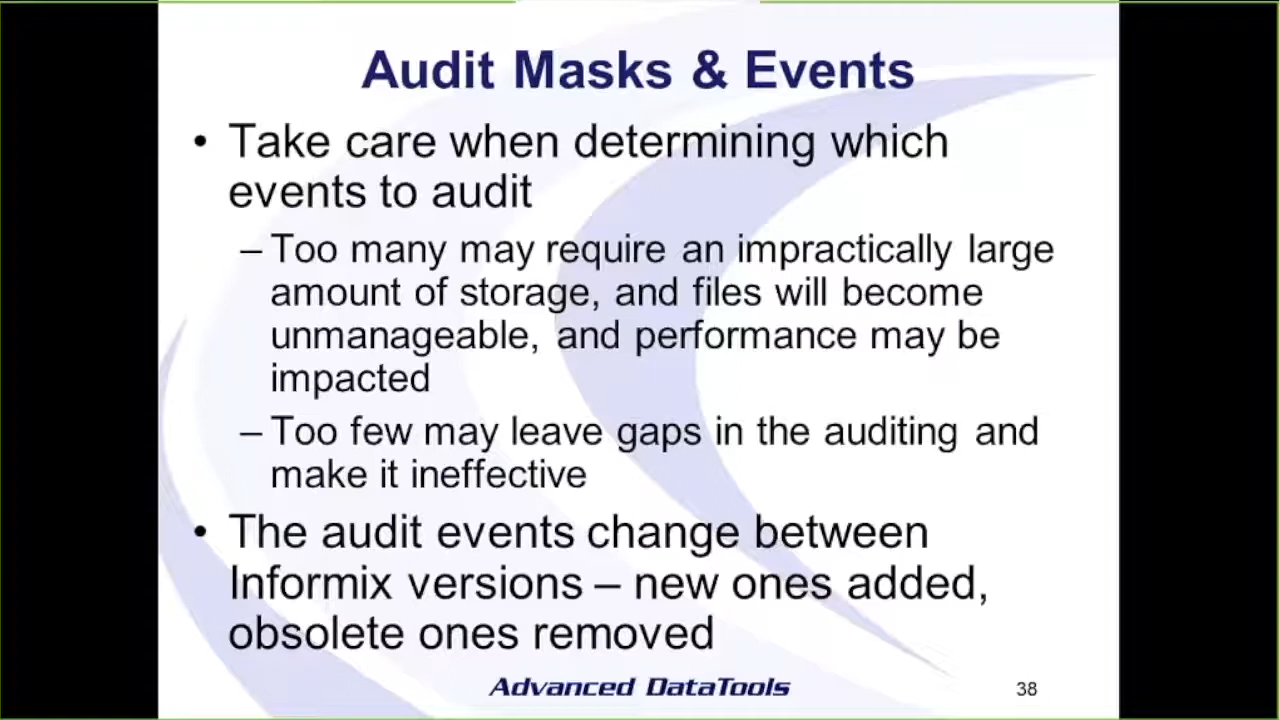 Audit Masks & Events
• Take care when determining which
events to audit
– Too many may require an impractically large
amount of storage, and files will become
unmanageable, and performance may be
impacted
– Too few may leave gaps in the auditing and
make it ineffective
• The audit events change between
Informix versions – new ones added,
obsolete ones removed
Advanced DataTools
38